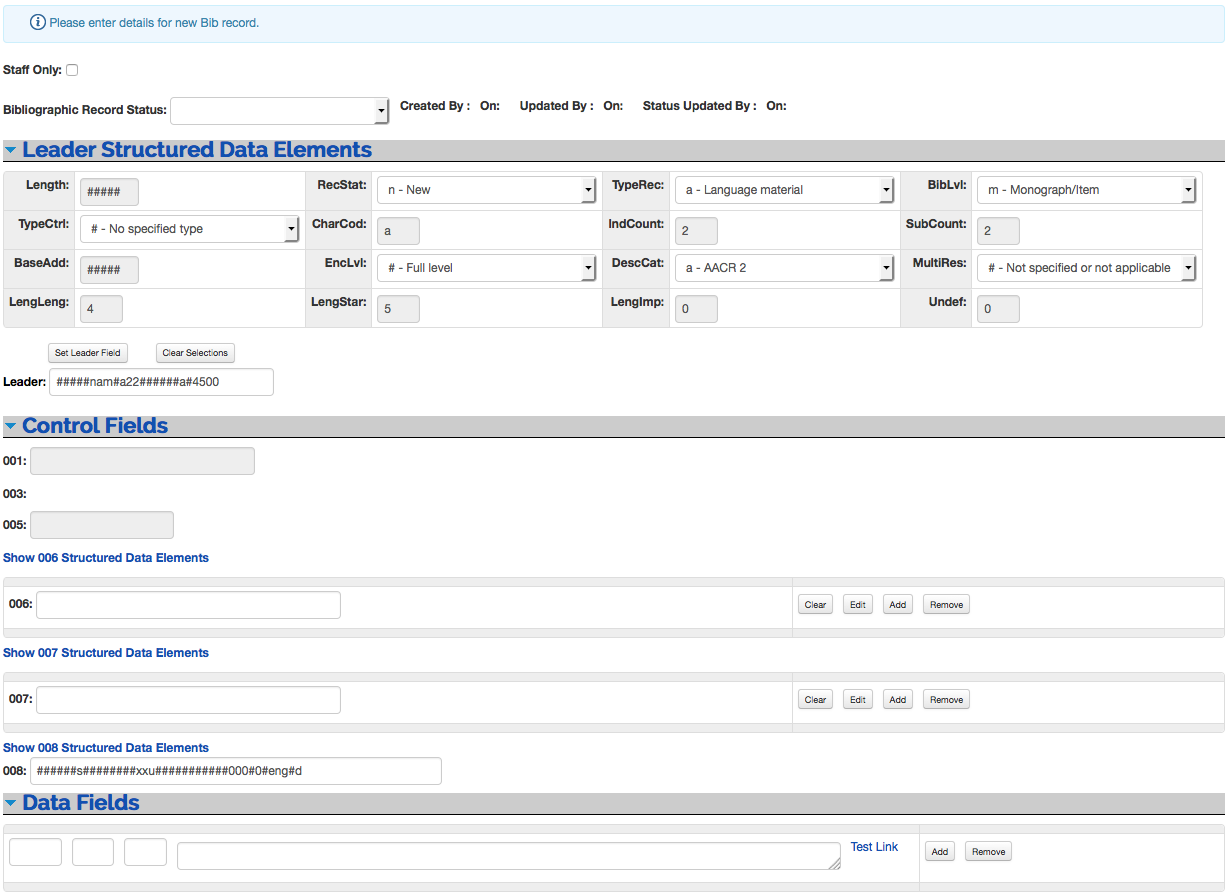 Please enter details for new Bib record.
Staff Only:
Bibliographic Record Status: Created By : On: Updated By : On: Status Updated By : On:
Leader Structured Data Elements
Length: ##### RecStat: n - New TypeRec: a - Language material BibLvl: m - Monograph/Item
TypeCtrl: # - No specified type CharCod: a IndCount: 2 SubCount: 2
BaseAdd: ##### EncLvl: # - Full level DescCat: a - AACR 2 MultiRes: # - Not specified or not applicable
LengLeng: 4 LengStar: 5 LengImp: 0 Undef: 0
Set Leader Field Clear Selections
Leader: #####nam#a22######a#4500
Control Fields
001:
003:
005:
Show 006 Structured Data Elements
006: Clear Edit Add Remove
Show 007 Structured Data Elements
007: Clear Edit Add Remove
Show 008 Structured Data Elements
008: ######s########xxu###########000#0#eng#d
Data Fields
Test Link Add Remove